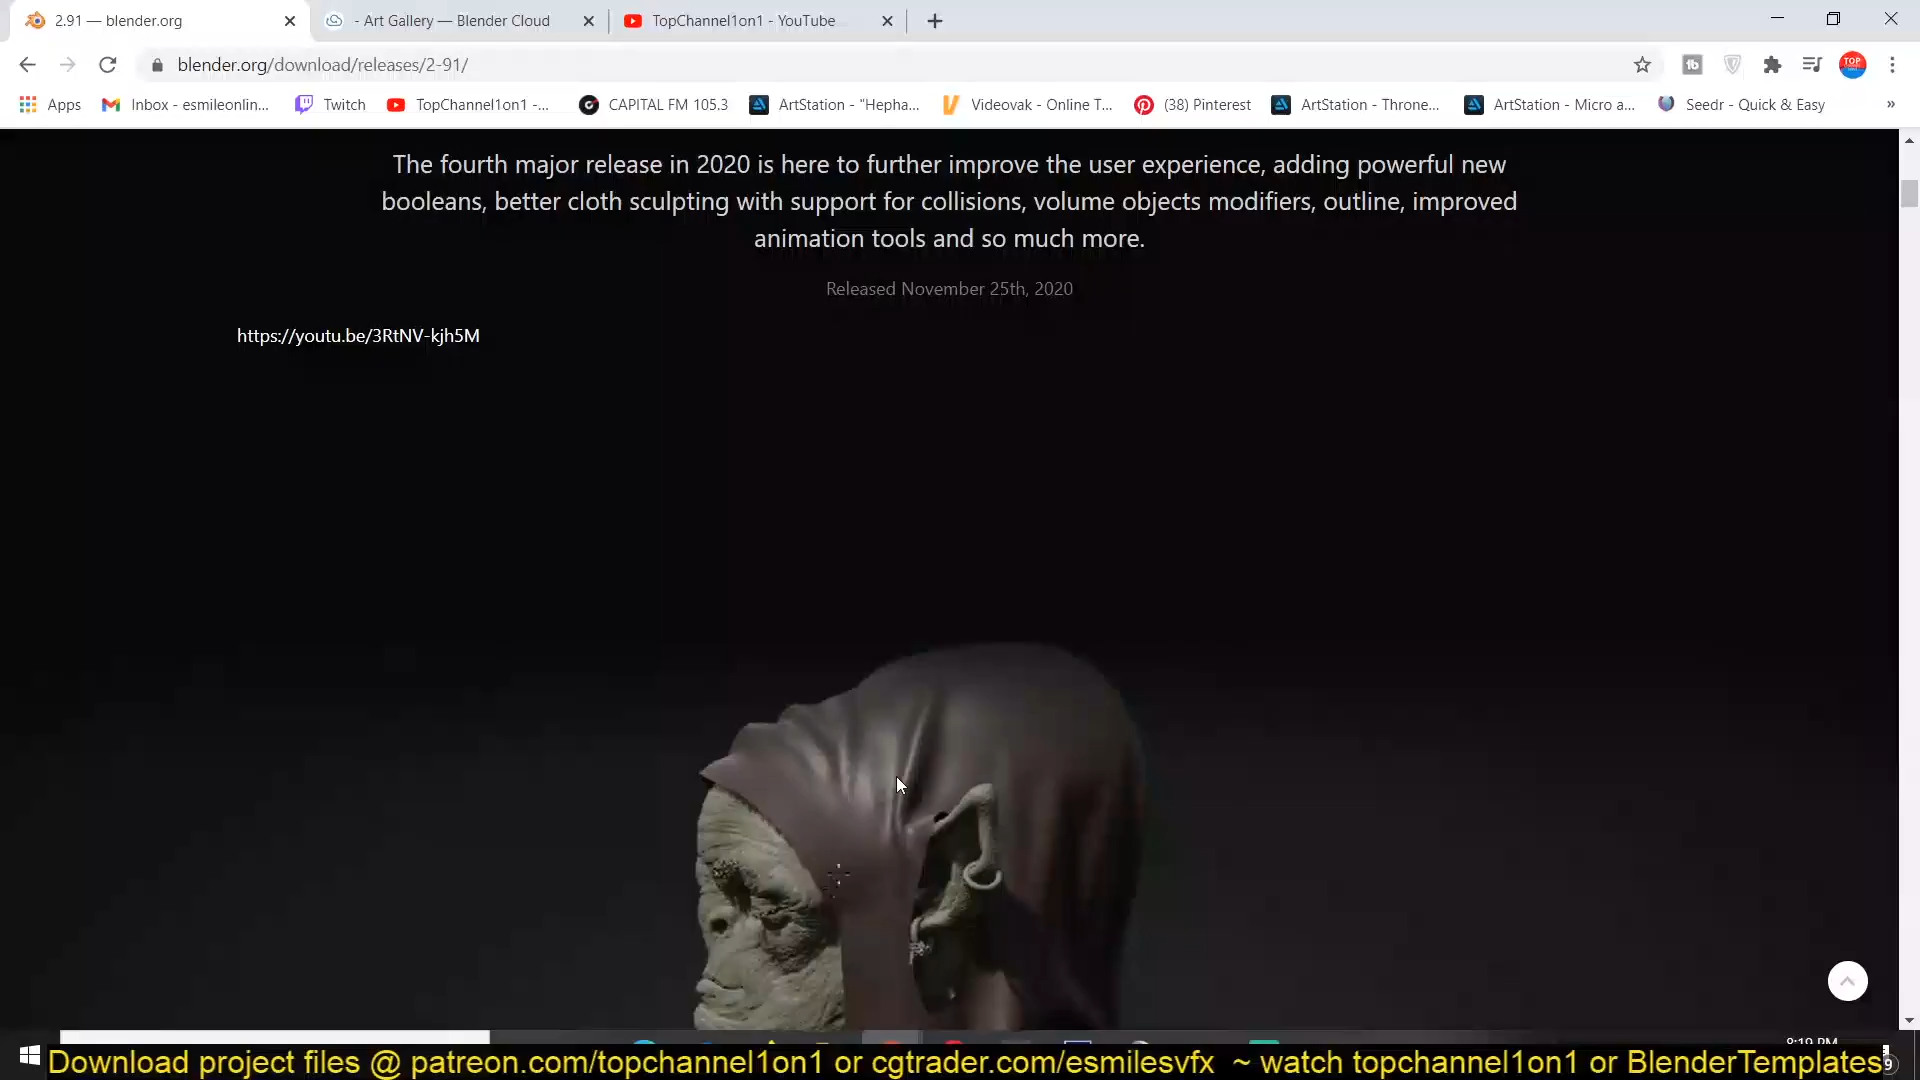 2.91 — blender.org
- Art Gallery — Blender Cloud
TopChannel1on1 - YouTube
blender.org/download/releases/2-91/
Apps
Inbox - esmileonlin...
Twitch
TopChannel1on1 -...
CAPITAL FM 105.3
ArtStation - "Hepha...
Videovak - Online T...
(38) Pinterest
ArtStation - Throne...
ArtStation - Micro a...
Seedr - Quick & Easy
»
The fourth major release in 2020 is here to further improve the user experience, adding powerful new
booleans, better cloth sculpting with support for collisions, volume objects modifiers, outline, improved
animation tools and so much more.
Released November 25th, 2020
https://youtu.be/3RtNV-kjh5M
8:19 PM
Download project files @ patreon.com/topchannel1on1 or cgtrader.com/esmilesvfx ~ watch topchannel1on1 or BlenderTemplates